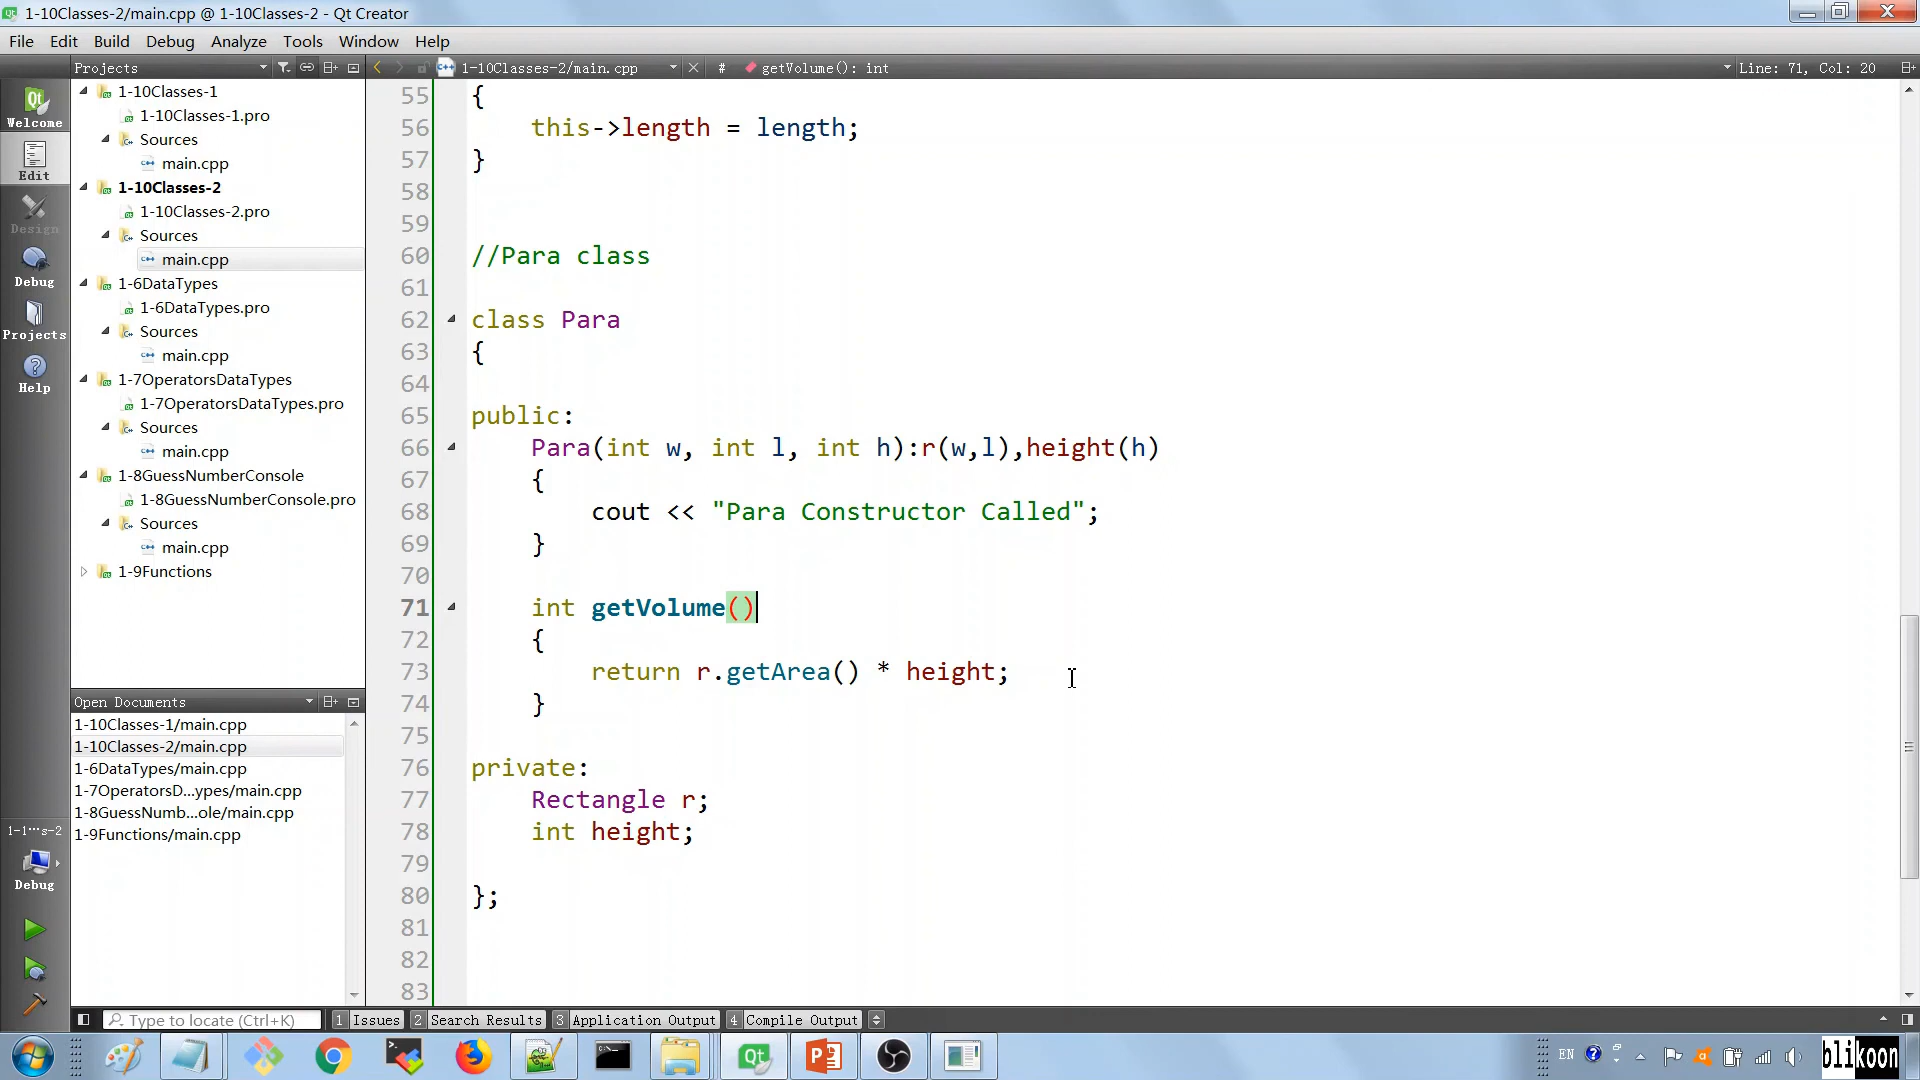 1-10Classes-2/main.cpp @ 1-10Classes-2 - Qt Creator
File Edit Build Debug Analyze Tools Window Help
Projects
1-10Classes-2/main.cpp # getVolume(): int Line: 71, Col: 20
Welcome
Edit
Design
Debug
Projects
Help
1-10Classes-1
1-10Classes-1.pro
Sources
main.cpp
1-10Classes-2
1-10Classes-2.pro
Sources
main.cpp
1-6DataTypes
1-6DataTypes.pro
Sources
main.cpp
1-7OperatorsDataTypes
1-7OperatorsDataTypes.pro
Sources
main.cpp
1-8GuessNumberConsole
1-8GuessNumberConsole.pro
Sources
main.cpp
1-9Functions
Open Documents
1-10Classes-1/main.cpp
1-10Classes-2/main.cpp
1-6DataTypes/main.cpp
1-7OperatorsD...ypes/main.cpp
1-8GuessNumb...ole/main.cpp
1-9Functions/main.cpp
1-1···s-2
Debug
55 {
56 this->length = length;
57 }
58
59
60 //Para class
61
62 class Para
63 {
64
65 public:
66 Para(int w, int l, int h):r(w,l),height(h)
67 {
68 cout << "Para Constructor Called";
69 }
70
71 int getVolume()
72 {
73 return r.getArea() * height;
74 }
75
76 private:
77 Rectangle r;
78 int height;
79
80 };
81
82
83
Type to locate (Ctrl+K) 1 Issues 2 Search Results 3 Application Output 4 Compile Output
EN
blikoon